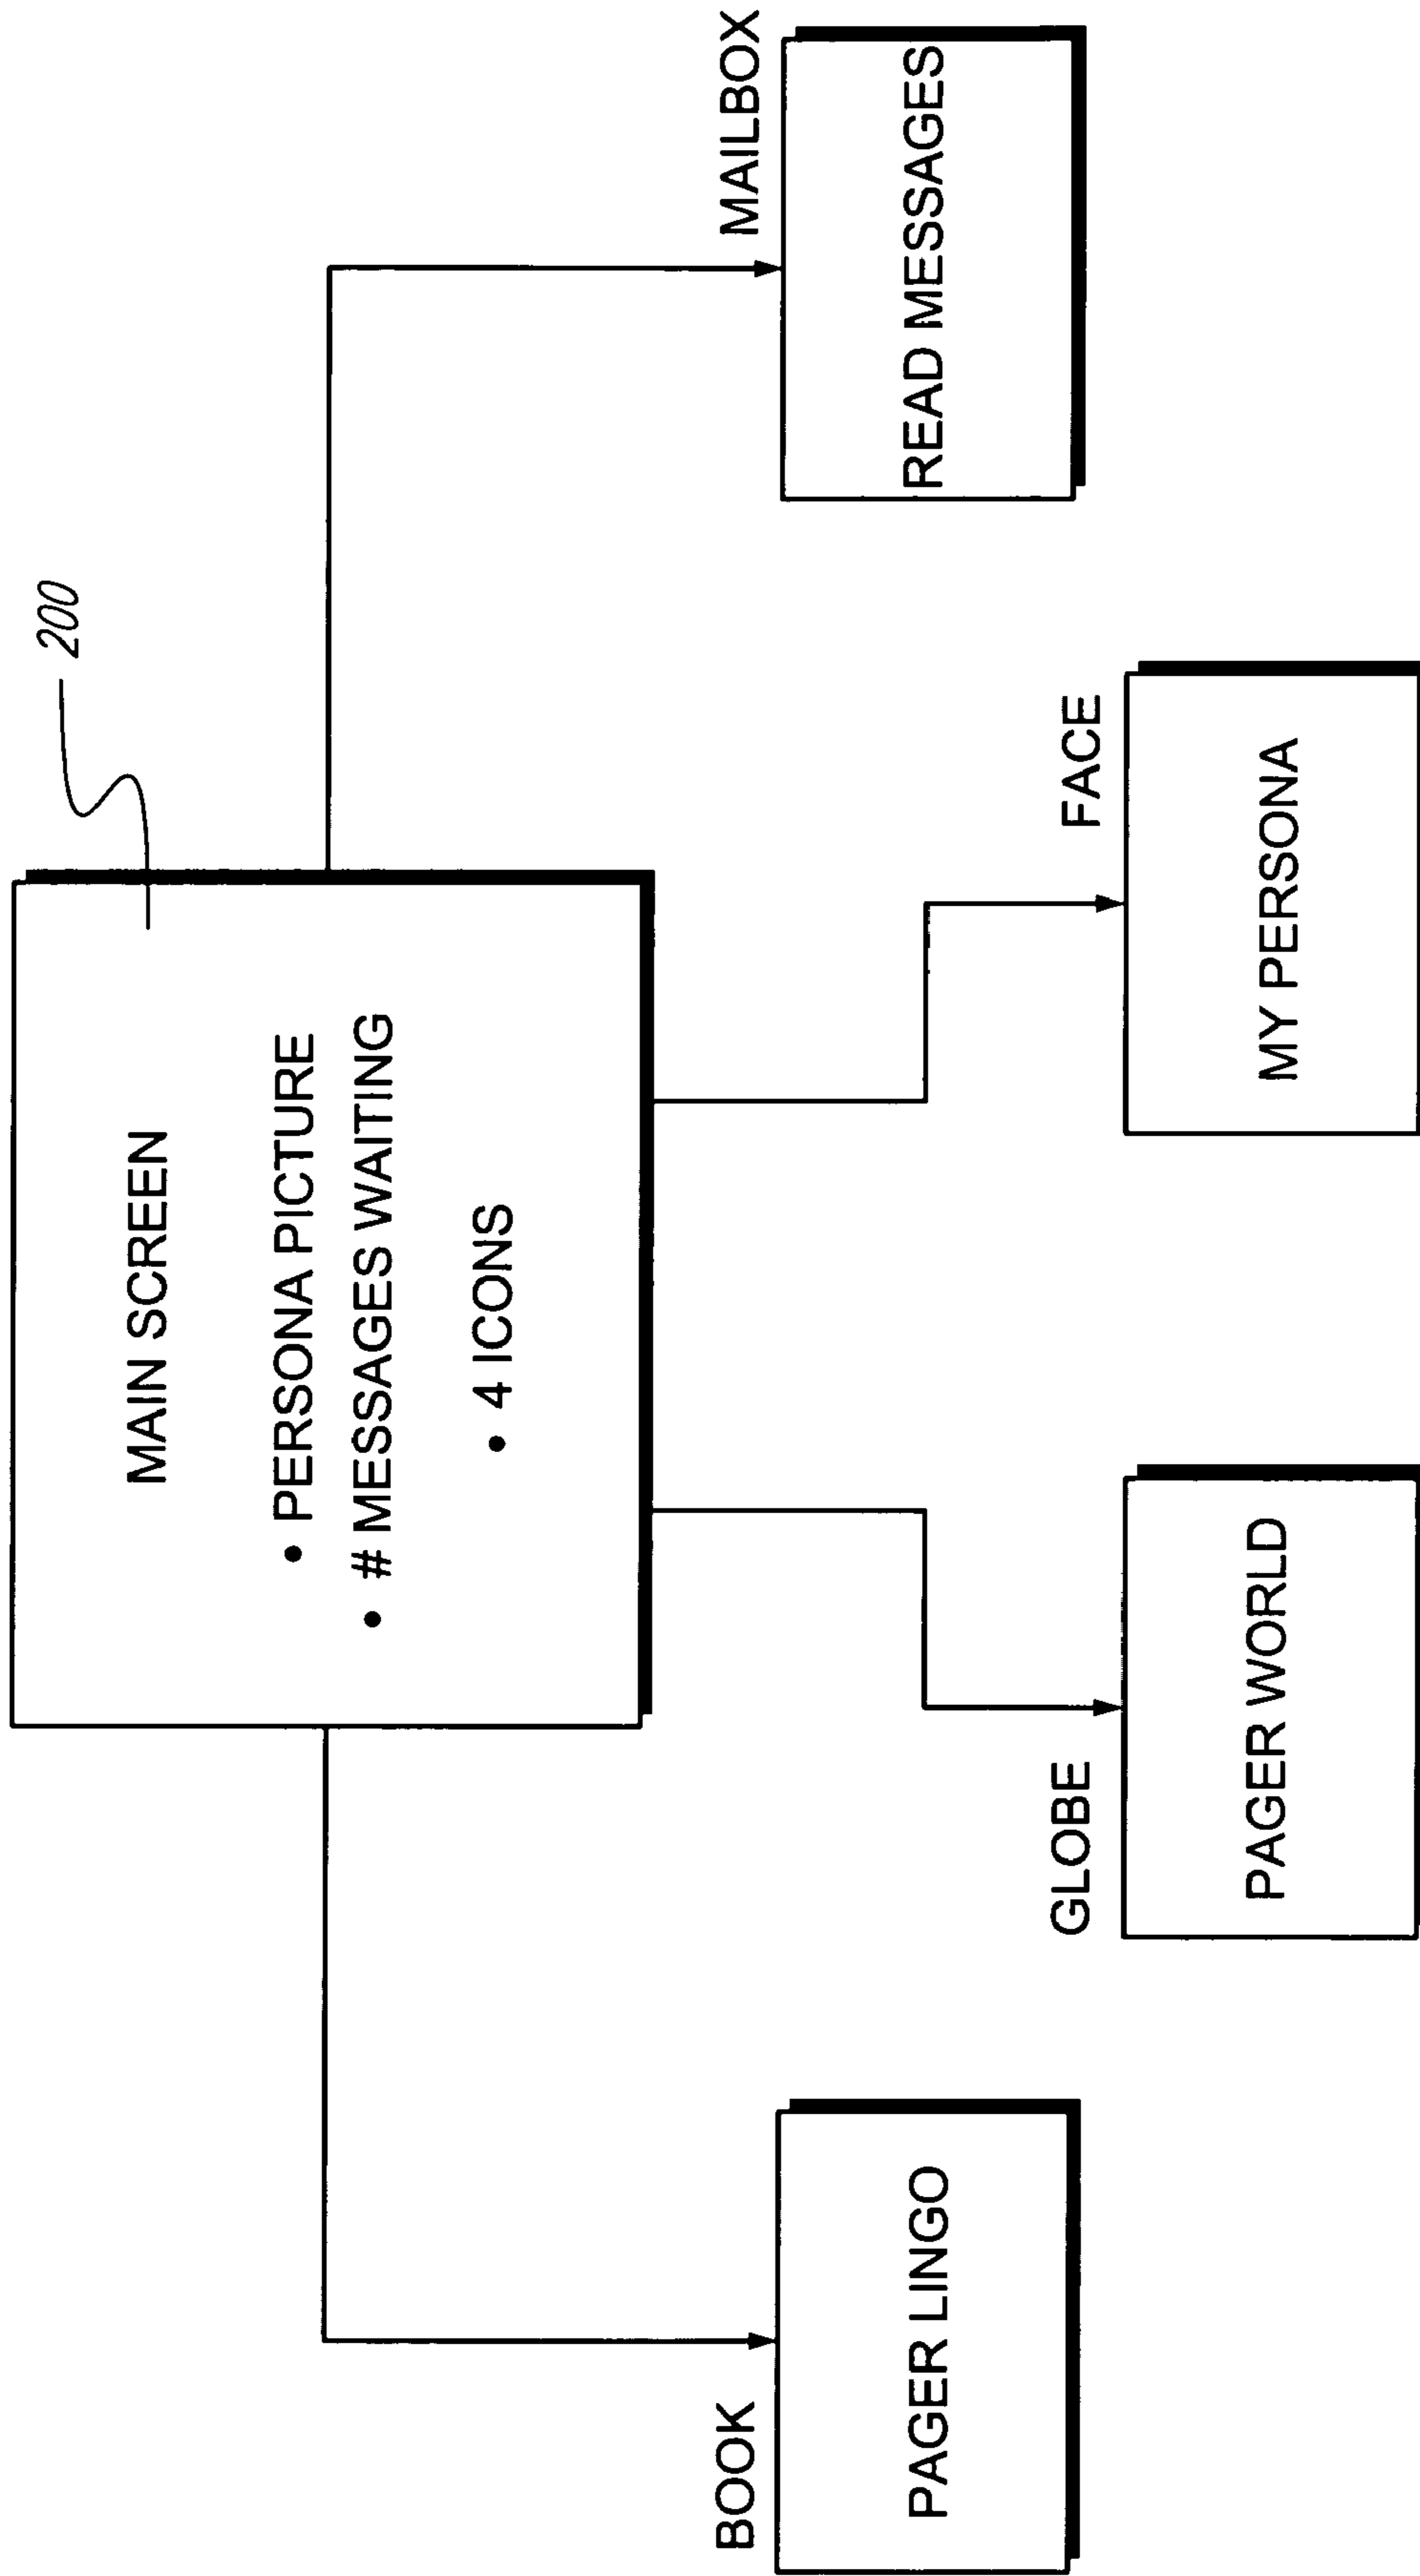 200
MAIN SCREEN
• PERSONA PICTURE
• # MESSAGES WAITING
• 4 ICONS
BOOK
PAGER LINGO
GLOBE
PAGER WORLD
FACE
MY PERSONA
MAILBOX
READ MESSAGES